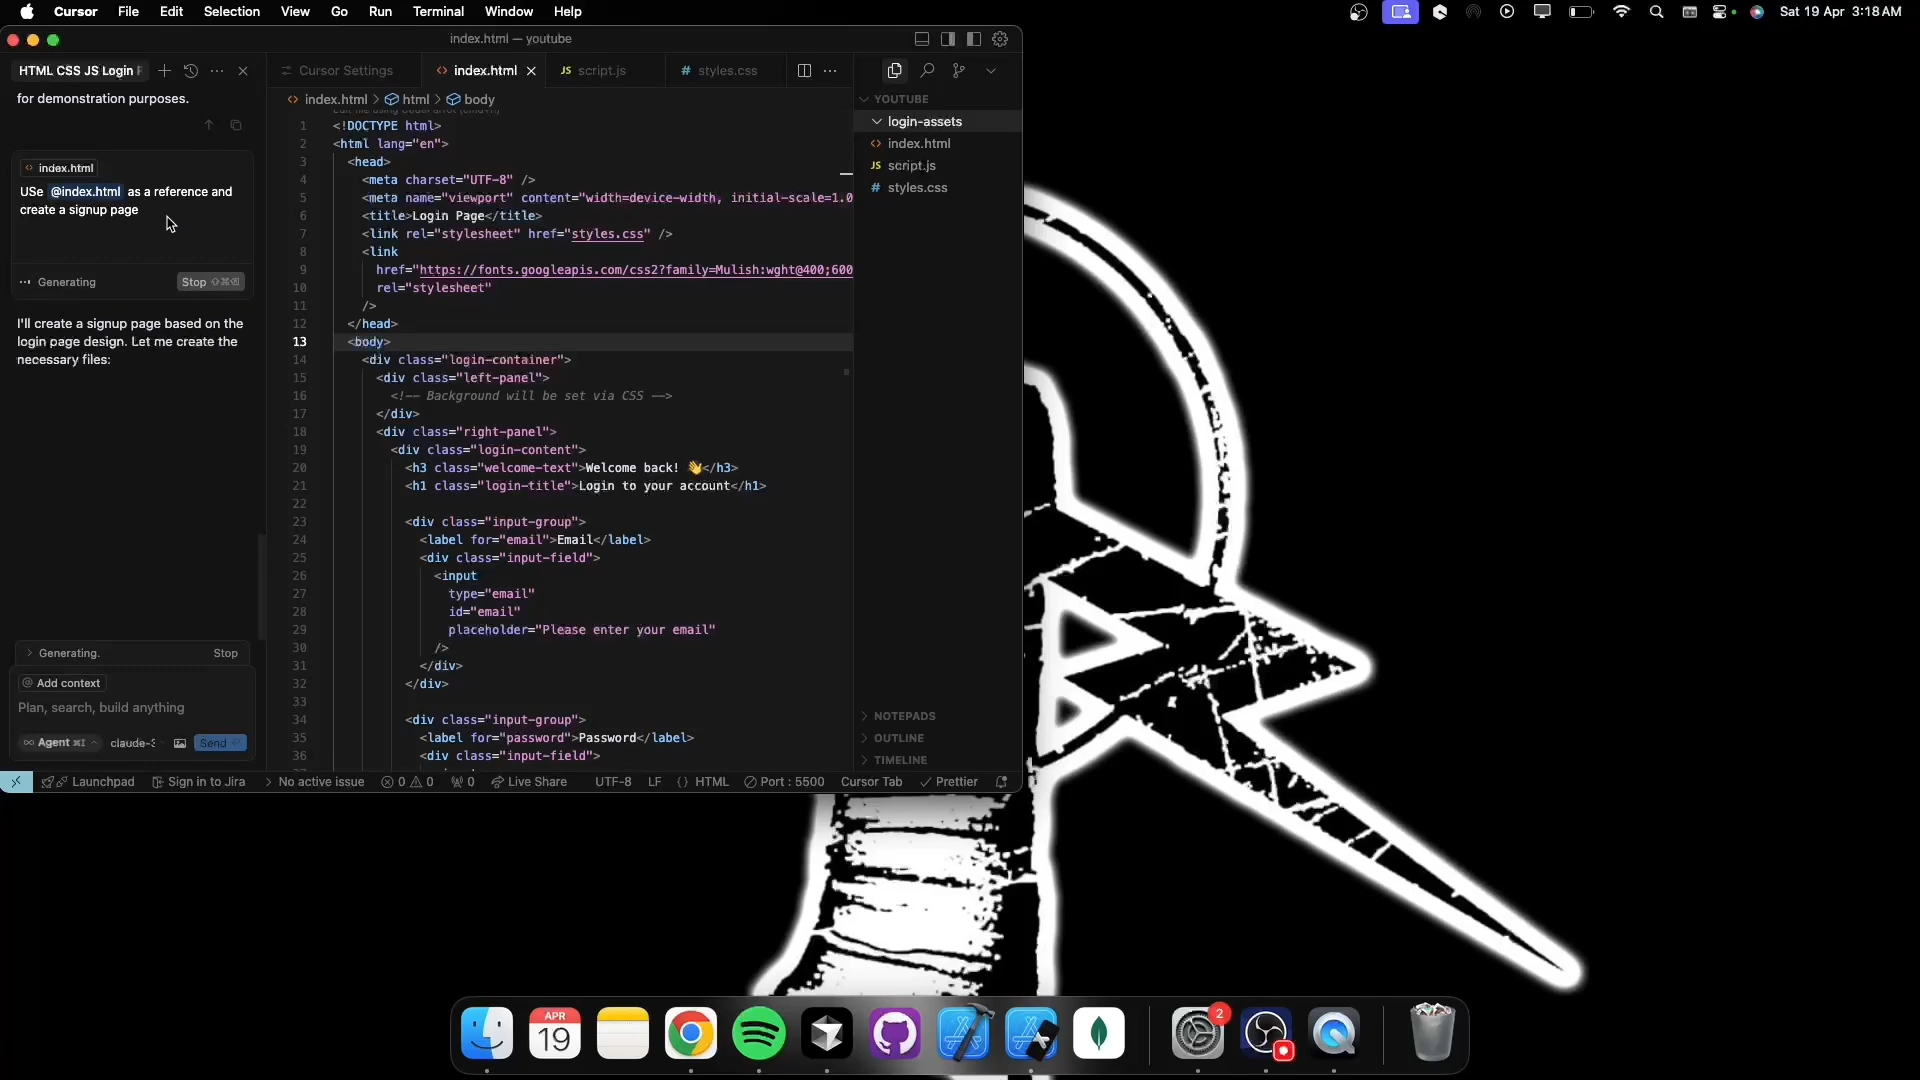 Cursor File Edit Selection View Go Run Terminal Window Help
Sat 19 Apr 3:18 AM
index.html — youtube
HTML CSS JS Login
Cursor Settings
index.html
JS script.js
# styles.css
for demonstration purposes.
index.html
USe @index.html as a reference and
create a signup page
Generating
Stop ⇧⌘⌫
I'll create a signup page based on the
login page design. Let me create the
necessary files:
Generating.
Stop
@ Add context
Plan, search, build anything
∞ Agent ⌘I
claude-3
Send
index.html > html > body
1 <!DOCTYPE html>
2 <html lang="en">
3 <head>
4 <meta charset="UTF-8" />
5 <meta name="viewport" content="width=device-width, initial-scale=1.0
6 <title>Login Page</title>
7 <link rel="stylesheet" href="styles.css" />
8 <link
9 href="https://fonts.googleapis.com/css2?family=Mulish:wght@400;600
10 rel="stylesheet"
11 />
12 </head>
13 <body>
14 <div class="login-container">
15 <div class="left-panel">
16 <!-- Background will be set via CSS -->
17 </div>
18 <div class="right-panel">
19 <div class="login-content">
20 <h3 class="welcome-text">Welcome back! 👋</h3>
21 <h1 class="login-title">Login to your account</h1>
22
23 <div class="input-group">
24 <label for="email">Email</label>
25 <div class="input-field">
26 <input
27 type="email"
28 id="email"
29 placeholder="Please enter your email"
30 />
31 </div>
32 </div>
33
34 <div class="input-group">
35 <label for="password">Password</label>
36 <div class="input-field">
YOUTUBE
login-assets
index.html
JS script.js
# styles.css
NOTEPADS
OUTLINE
TIMELINE
Launchpad
Sign in to Jira
No active issue
0
0
0
Live Share
UTF-8
LF
{} HTML
Port : 5500
Cursor Tab
Prettier
APR
19
2